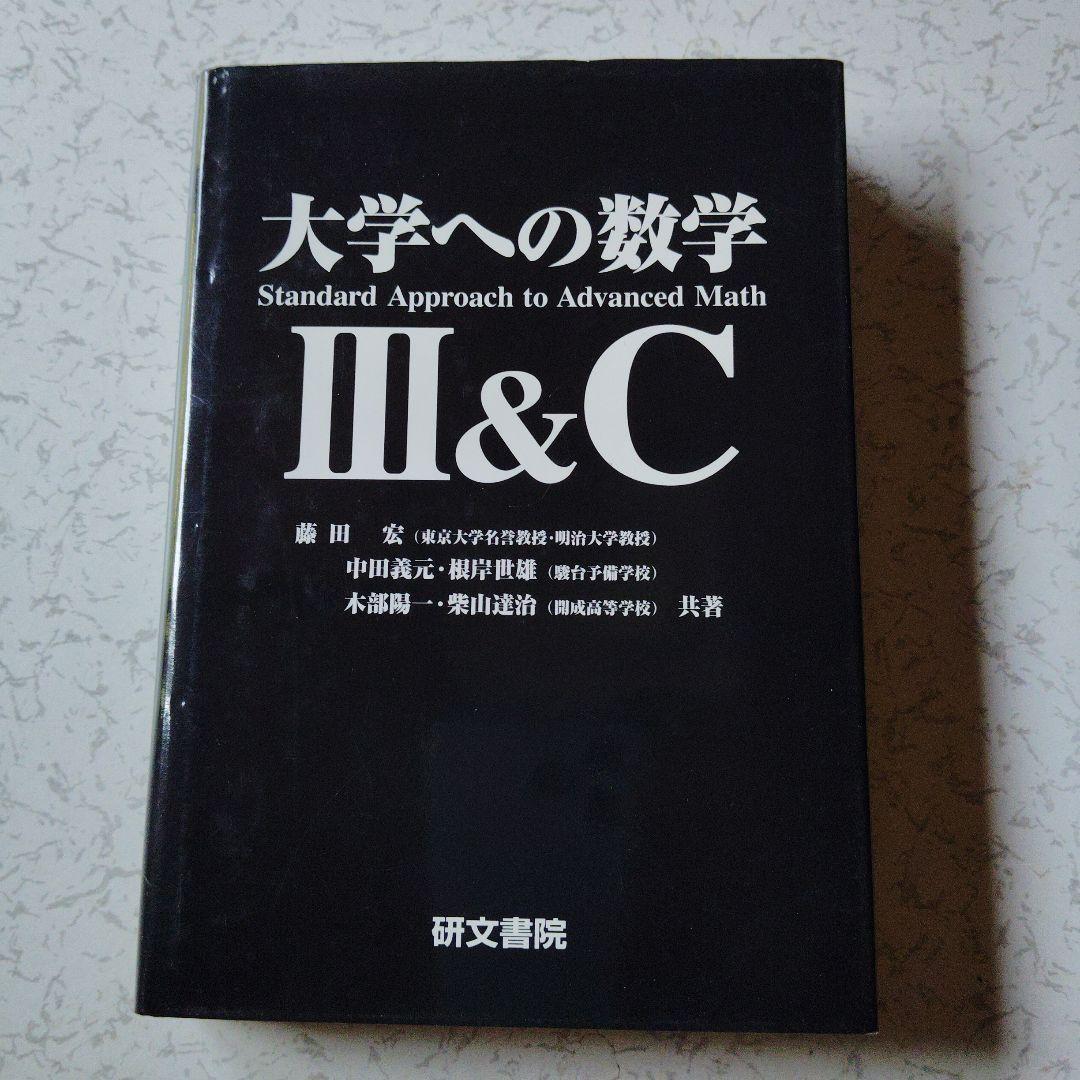 大学への数学
Standard Approach to Advanced Math
Ⅲ&C
藤田 宏（東京大学名誉教授・明治大学教授）
中田義元・根岸世雄（駿台予備学校）
木部陽一・柴山達治（開成高等学校） 共著
研文書院